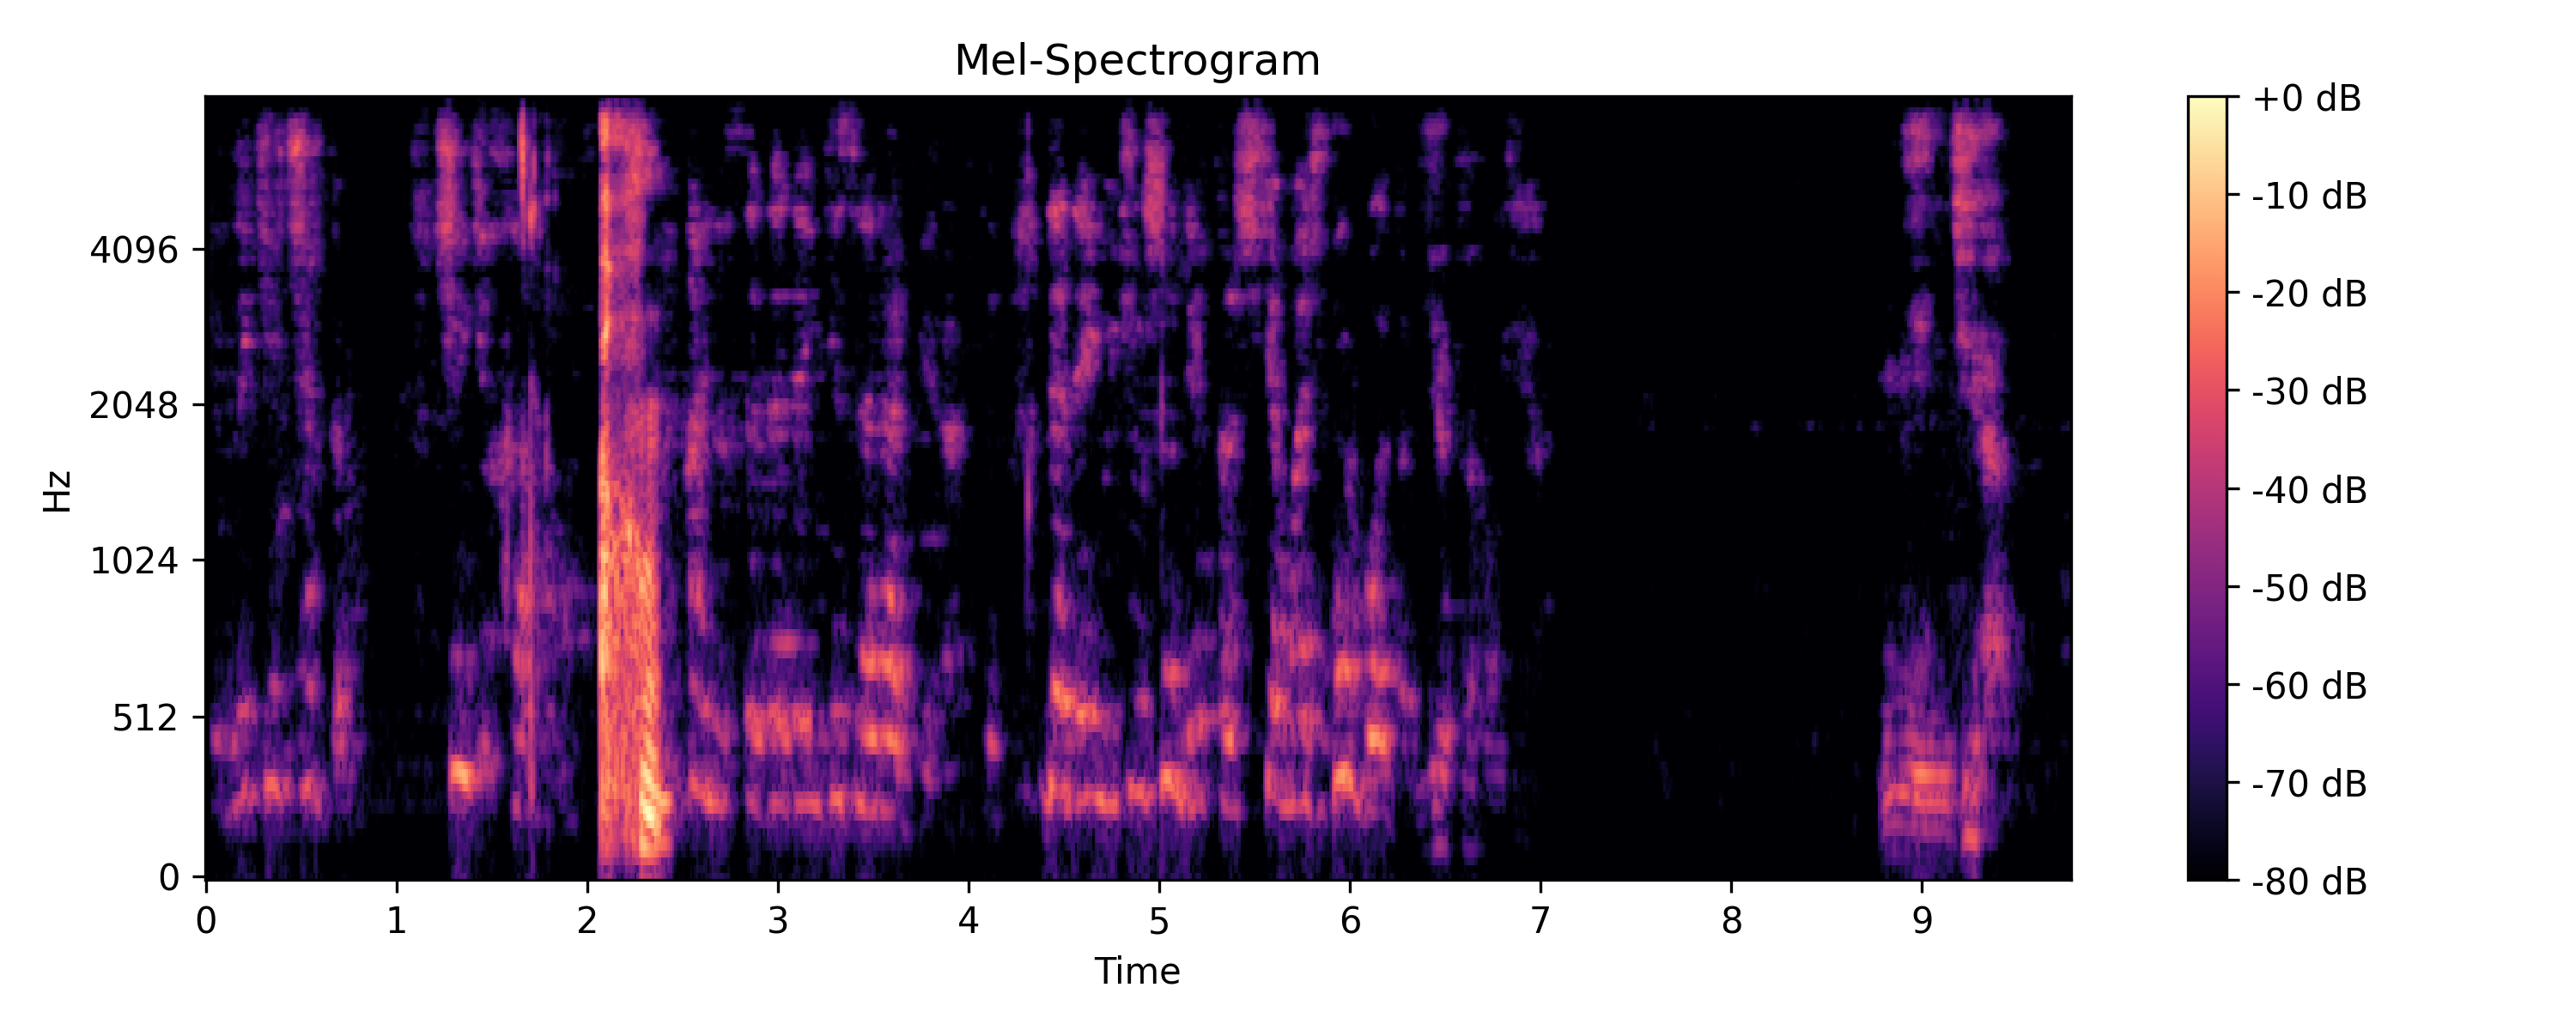 Mel-Spectrogram
+0 dB
-10 dB
-20 dB
-30 dB
-40 dB
-50 dB
-60 dB
-70 dB
-80 dB
4096
2048
1024
512
0
Hz
0 1 2 3 4 5 6 7 8 9
Time